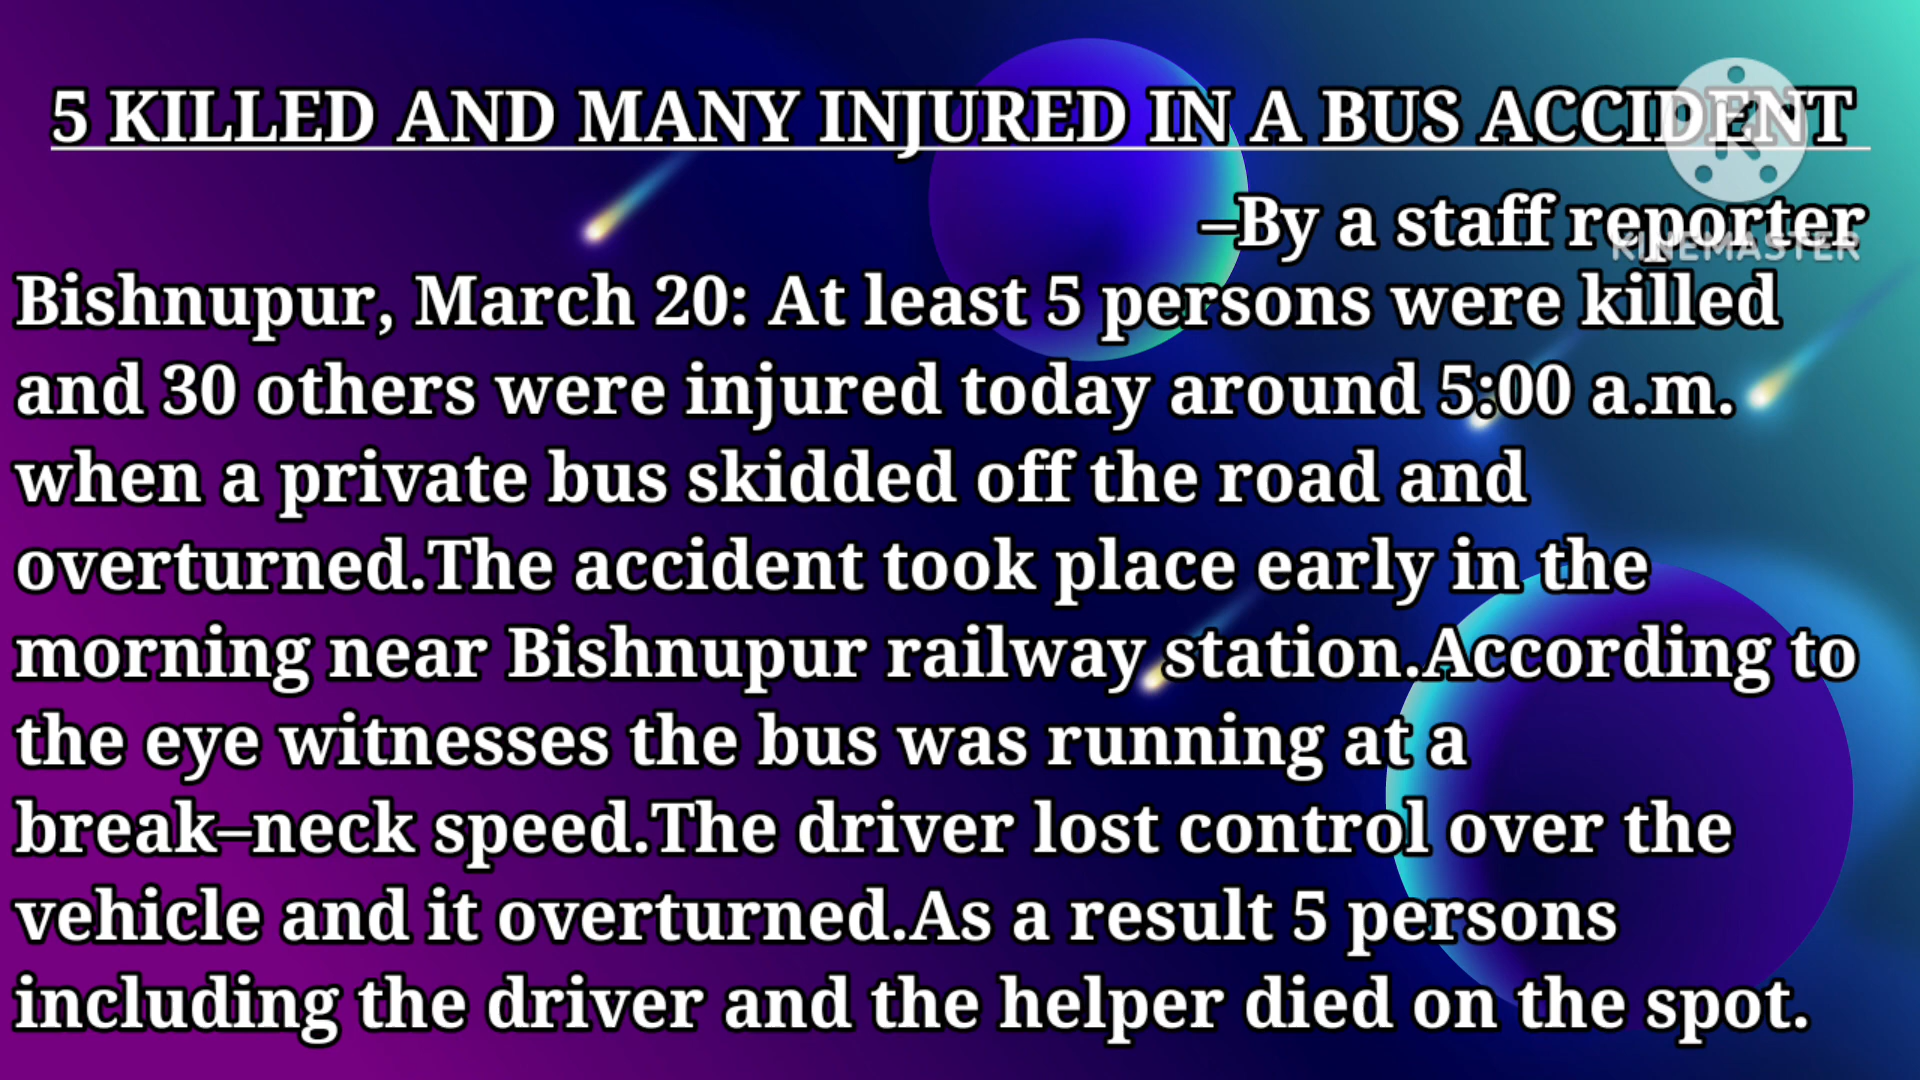 5 KILLED AND MANY INJURED IN A BUS ACCIDENT
–By a staff reporter
KINEMASTER
Bishnupur, March 20: At least 5 persons were killed
and 30 others were injured today around 5:00 a.m.
when a private bus skidded off the road and
overturned.The accident took place early in the
morning near Bishnupur railway station.According to
the eye witnesses the bus was running at a
break–neck speed.The driver lost control over the
vehicle and it overturned.As a result 5 persons
including the driver and the helper died on the spot.